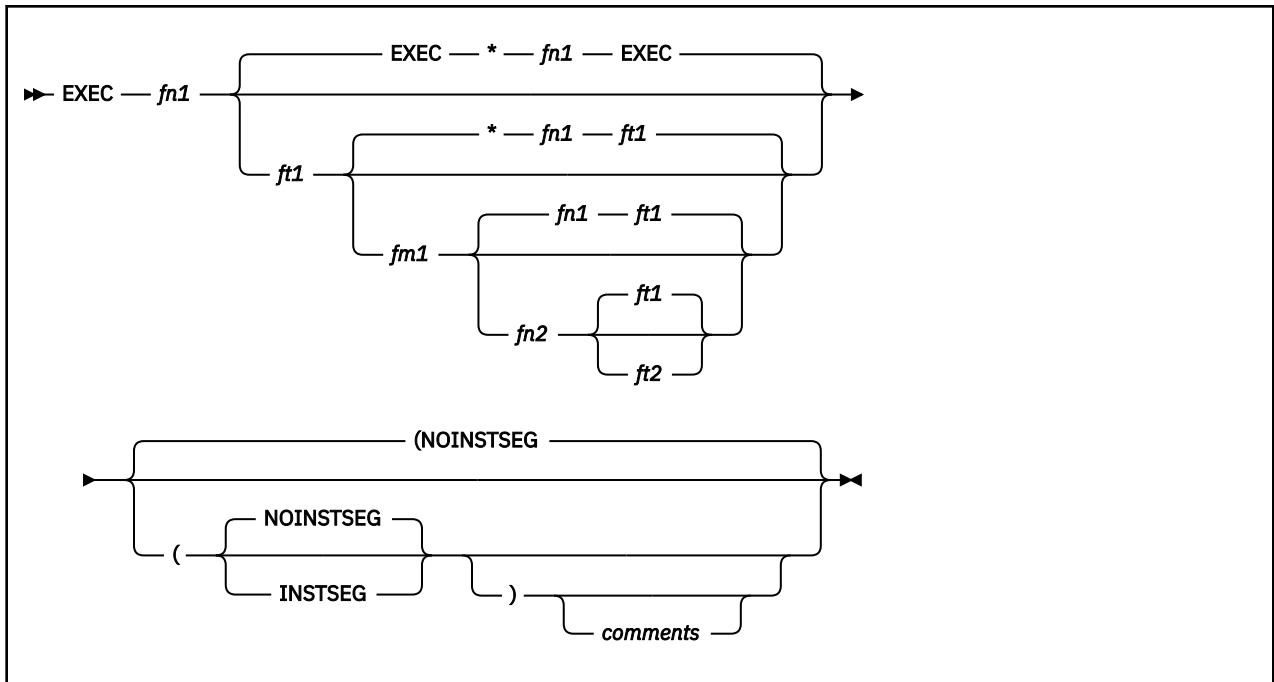 EXEC * fn1 EXEC
EXEC fn1
* fn1 ft1
ft1
fn1 ft1
fm1
ft1
fn2
ft2
(NOINSTSEG
NOINSTSEG
(
INSTSEG
)
comments